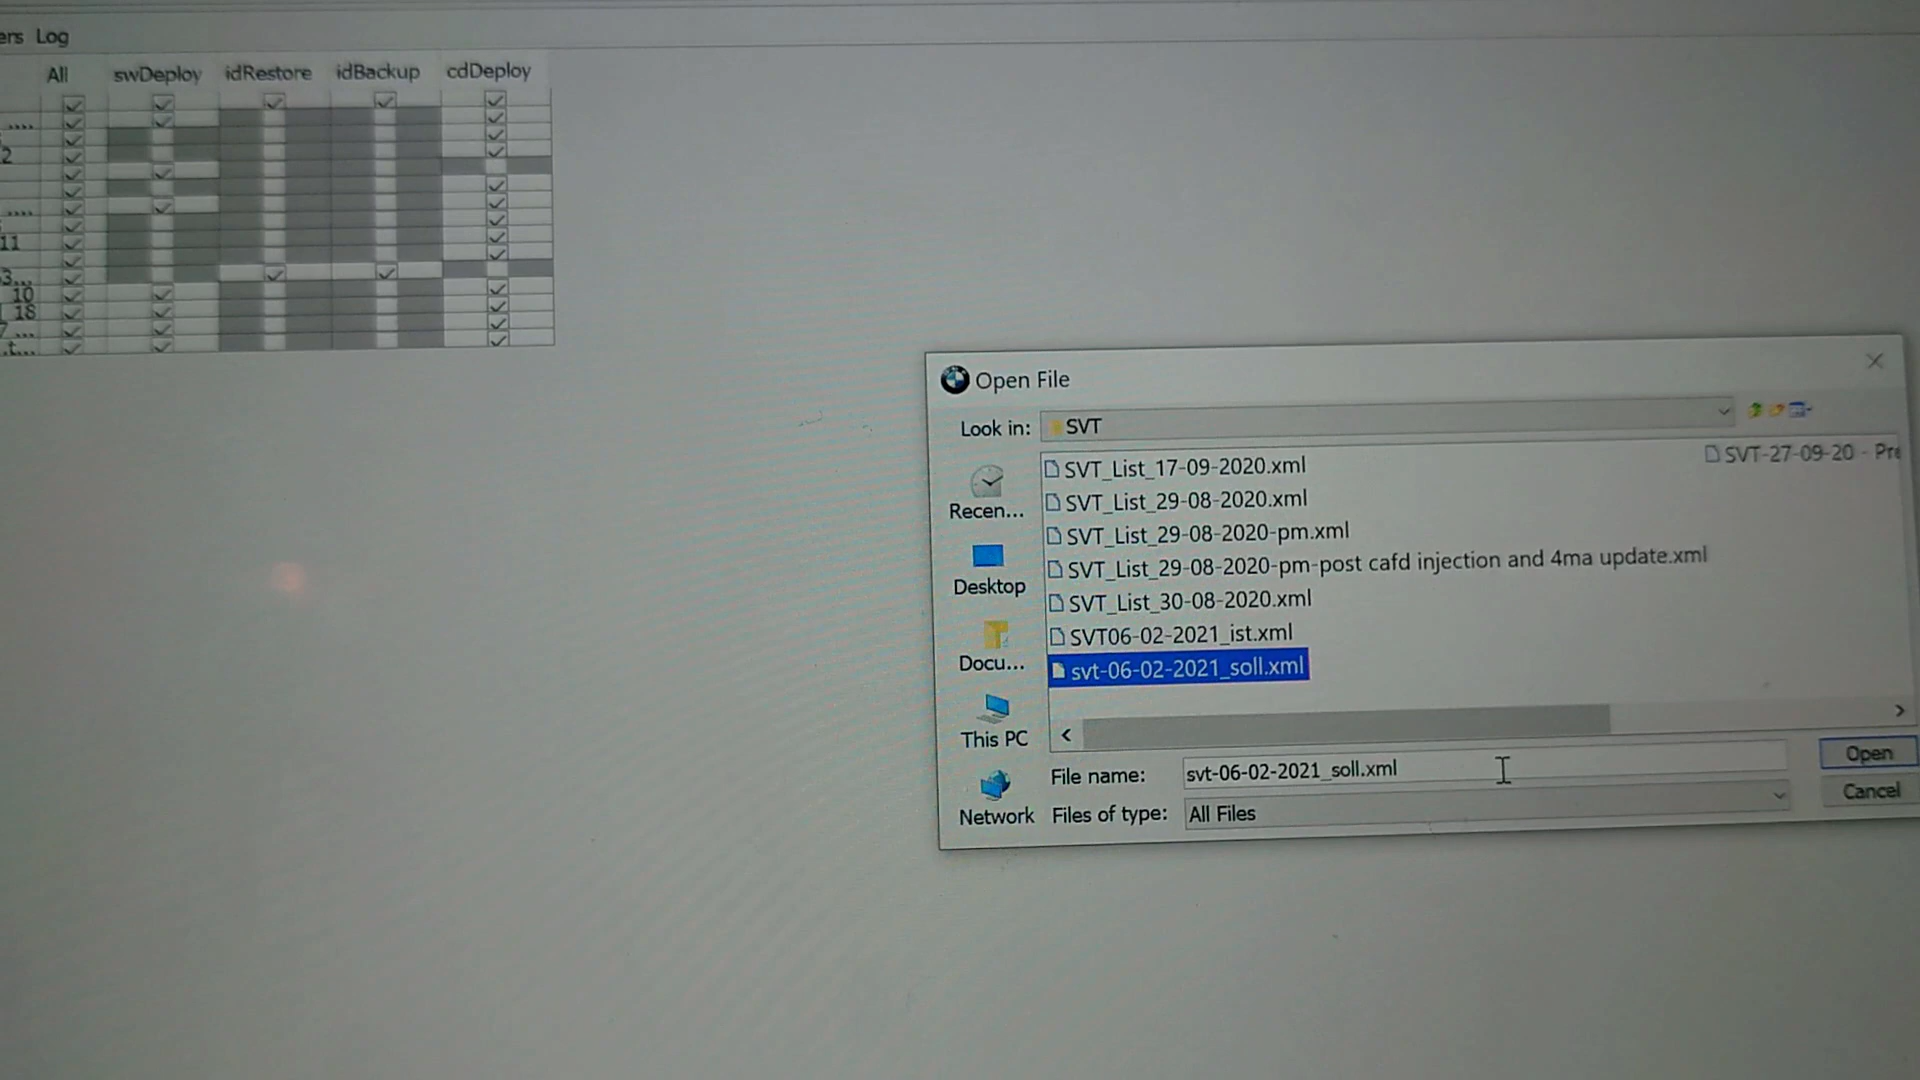 ers Log
All swDeploy idRestore idBackup cdDeploy
....
2
....
11
3...
10
18
7...
.t...
Open File
Look in: SVT
SVT_List_17-09-2020.xml
SVT_List_29-08-2020.xml
SVT_List_29-08-2020-pm.xml
SVT_List_29-08-2020-pm-post cafd injection and 4ma update.xml
SVT_List_30-08-2020.xml
SVT06-02-2021_ist.xml
svt-06-02-2021_soll.xml
SVT-27-09-20 - Pre
Recen...
Desktop
Docu...
This PC
Network
File name: svt-06-02-2021_soll.xml
Files of type: All Files
Open
Cancel